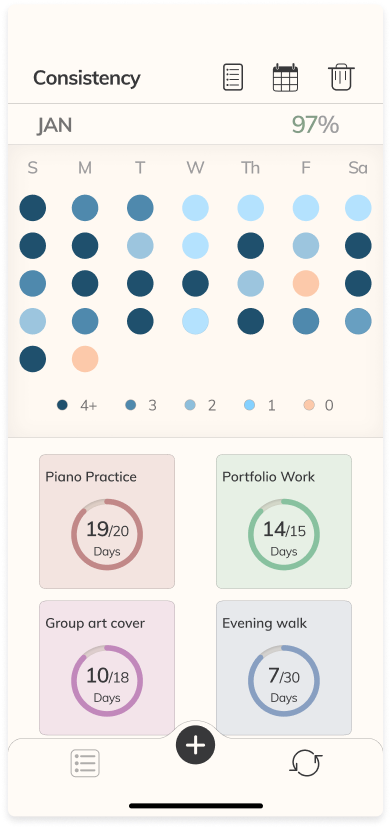 Consistency
JAN 97%
S M T W Th F Sa
4+ 3 2 1 0
Piano Practice Portfolio Work
19/20 14/15
Days Days
Group art cover Evening walk
10/18 7/30
Days Days